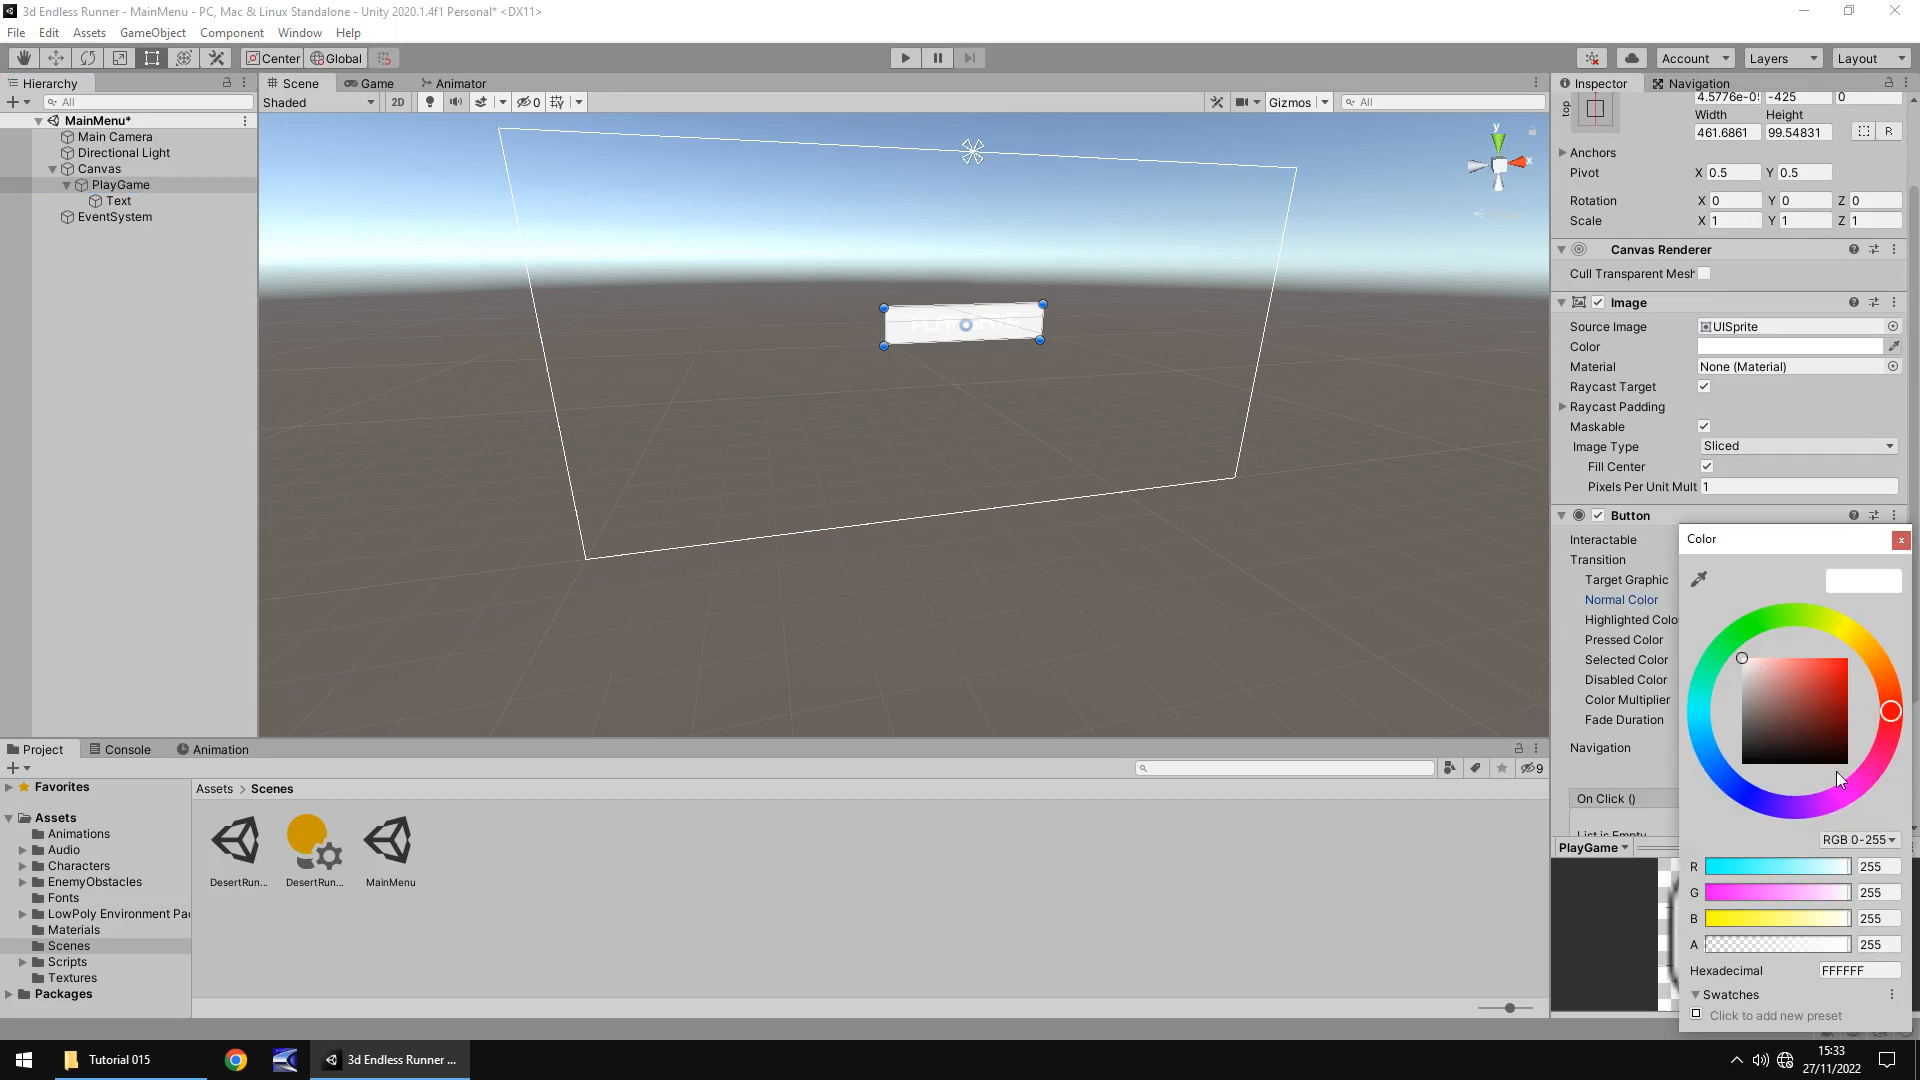 3d Endless Runner - MainMenu - PC, Mac & Linux Standalone - Unity 2020.1.4f1 Personal* <DX11>
File Edit Assets GameObject Component Window Help
Center Global Account Layers Layout
Hierarchy
All
MainMenu*
Main Camera
Directional Light
Canvas
PlayGame
Text
EventSystem
Scene Game Animator
Shaded 2D 0 Gizmos All
y
x
Inspector Navigation
top
4.5776e-0! -425 0
Width Height
461.6861 99.54831 R
Anchors
Pivot X 0.5 Y 0.5
Rotation X 0 Y 0 Z 0
Scale X 1 Y 1 Z 1
Canvas Renderer
Cull Transparent Mesh
Image
Source Image UISprite
Color
Material None (Material)
Raycast Target
Raycast Padding
Maskable
Image Type Sliced
Fill Center
Pixels Per Unit Mult 1
Button
Interactable
Transition
Target Graphic
Normal Color
Highlighted Colo
Pressed Color
Selected Color
Disabled Color
Color Multiplier
Fade Duration
Navigation
On Click ()
List is Empty
PlayGame
Color
x
RGB 0-255
R 255
G 255
B 255
A 255
Hexadecimal FFFFFF
Swatches
Click to add new preset
Project Console Animation
9
Favorites
Assets
Animations
Audio
Characters
EnemyObstacles
Fonts
LowPoly Environment Pa
Materials
Scenes
Scripts
Textures
Packages
Assets > Scenes
DesertRun... DesertRun... MainMenu
Tutorial 015 3d Endless Runner ...
15:33
27/11/2022